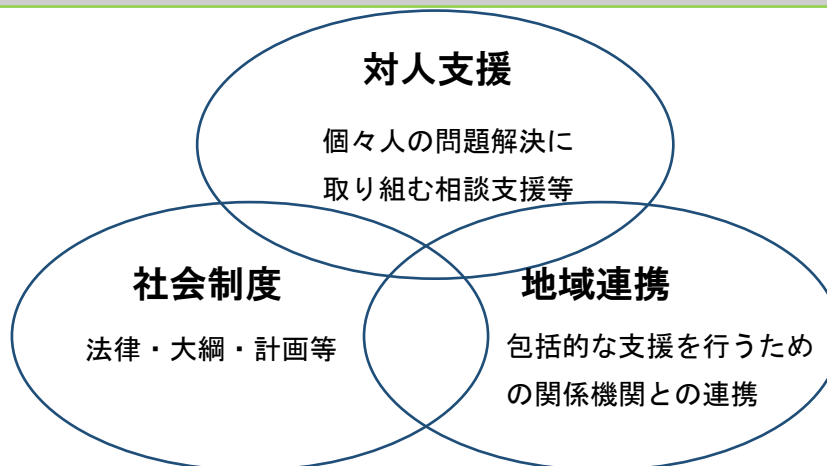 対人支援
個々人の問題解決に
取り組む相談支援等
社会制度
法律・大綱・計画等
地域連携
包括的な支援を行うため
の関係機関との連携